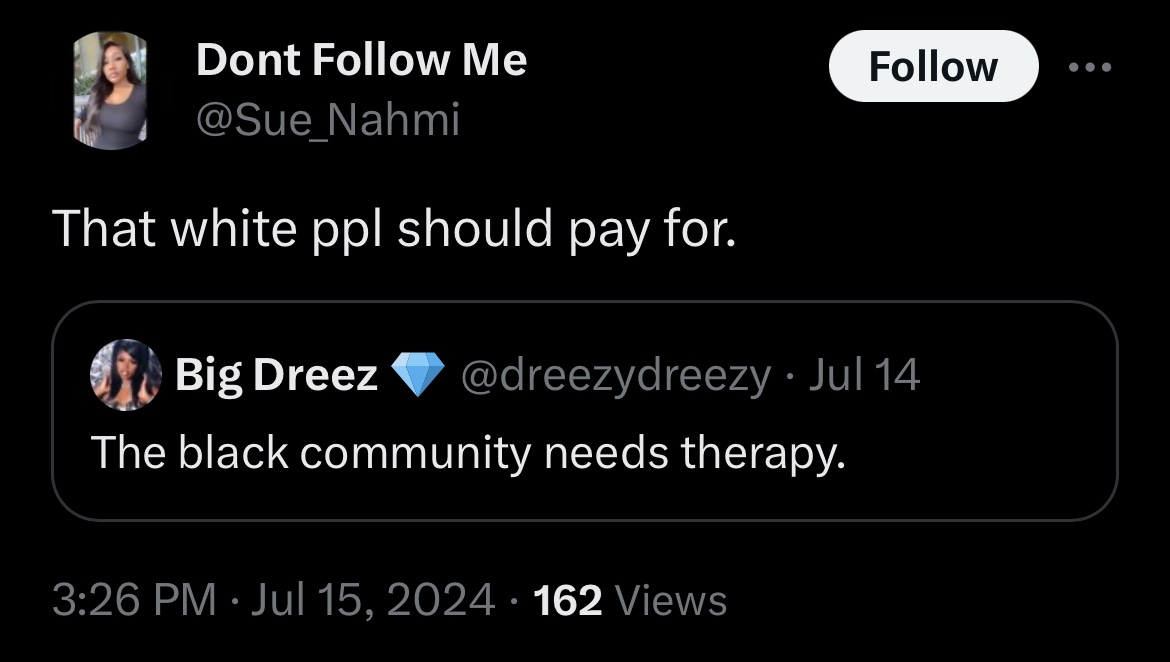 Dont Follow Me
Follow
@Sue_Nahmi
That white ppl should pay for.
Big Dreez 💎 @dreezydreezy · Jul 14
The black community needs therapy.
3:26 PM · Jul 15, 2024 · 162 Views